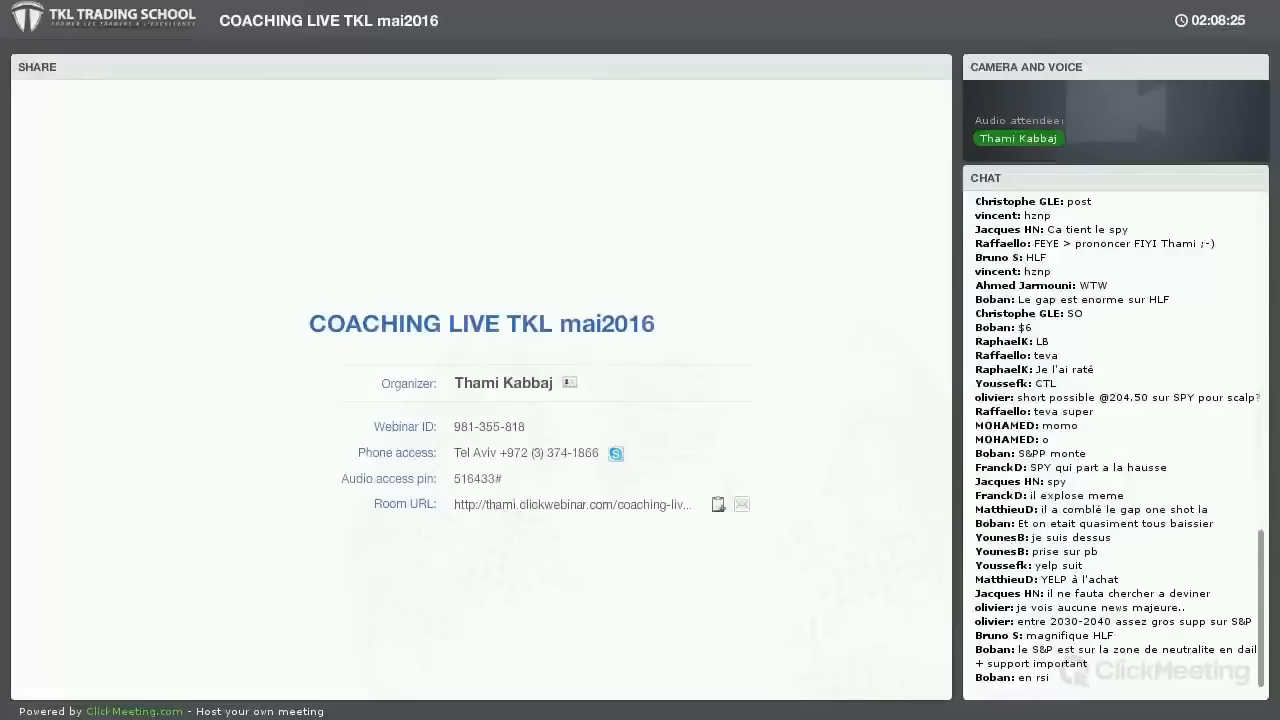 TKL TRADING SCHOOL
FORMER LES TRADERS A L'EXCELLENCE
COACHING LIVE TKL mai2016
02:08:25
SHARE
COACHING LIVE TKL mai2016
Organizer: Thami Kabbaj
Webinar ID: 981-355-818
Phone access: Tel Aviv +972 (3) 374-1866
Audio access pin: 516433#
Room URL: http://thami.clickwebinar.com/coaching-liv...
CAMERA AND VOICE
Audio attendee:
Thami Kabbaj
CHAT
Christophe GLE: post
vincent: hznp
Jacques HN: Ca tient le spy
Raffaello: FEYE > prononcer FIYI Thami ;-)
Bruno S: HLF
vincent: hznp
Ahmed Jarmouni: WTW
Boban: Le gap est enorme sur HLF
Christophe GLE: SO
Boban: $6
RaphaelK: LB
Raffaello: teva
RaphaelK: Je l'ai raté
Youssefk: CTL
olivier: short possible @204.50 sur SPY pour scalp?
Raffaello: teva super
MOHAMED: momo
MOHAMED: o
Boban: S&PP monte
FranckD: SPY qui part a la hausse
Jacques HN: spy
FranckD: il explose meme
MatthieuD: il a comblé le gap one shot la
Boban: Et on etait quasiment tous baissier
YounesB: je suis dessus
YounesB: prise sur pb
Youssefk: yelp suit
MatthieuD: YELP à l'achat
Jacques HN: il ne fauta chercher a deviner
olivier: je vois aucune news majeure..
olivier: entre 2030-2040 assez gros supp sur S&P
Bruno S: magnifique HLF
Boban: le S&P est sur la zone de neutralite en dail
+ support important
Boban: en rsi
ClickMeeting
Powered by ClickMeeting.com - Host your own meeting